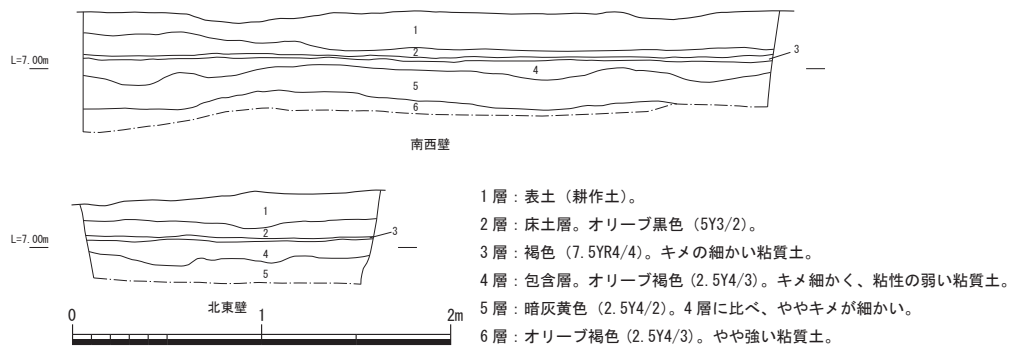 1
2
3
4
5
6
L=7.00m
南西壁
1
2
3
4
5
L=7.00m
北東壁
0 1 2m
1 層：表土（耕作土）。
2 層：床土層。オリーブ黒色（5Y3/2）。
3 層：褐色（7.5YR4/4）。キメの細かい粘質土。
4 層：包含層。オリーブ褐色（2.5Y4/3）。キメ細かく、粘性の弱い粘質土。
5 層：暗灰黄色（2.5Y4/2）。4 層に比べ、ややキメが細かい。
6 層：オリーブ褐色（2.5Y4/3）。やや強い粘質土。